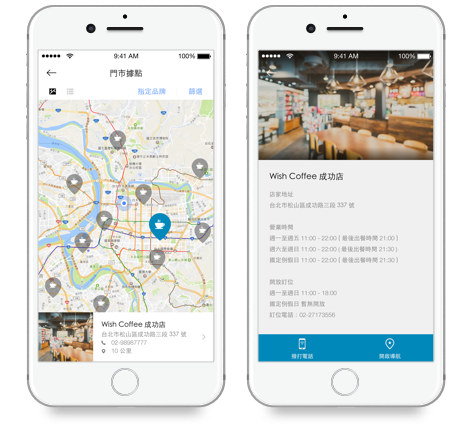 9:41 AM
100%
門市據點
指定品牌
篩選
Wish Coffee 成功店
台北市松山區成功路三段 337 號
02-98967777
10 公里
9:41 AM
100%
Wish Coffee 成功店
店家地址
台北市松山區成功路三段 337 號
營業時間
週一至週五 11:00 - 22:00 ( 最後出餐時間 21:00 )
週六至週日 11:00 - 22:00 ( 最後出餐時間 21:30 )
國定假日 11:00 - 22:00 ( 最後出餐時間 21:00 )
開放訂位
週一至週日 11:00 - 18:00
國定假日 暫無開放
訂位電話：02-27173556
撥打電話
開啟導航